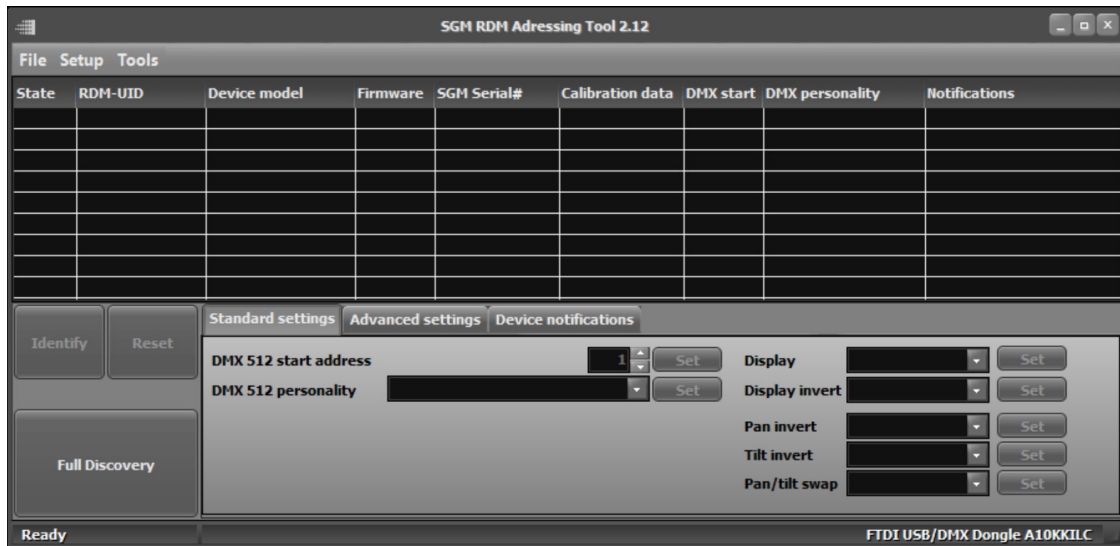 SGM RDM Adressing Tool 2.12
File Setup Tools
State RDM-UID Device model Firmware SGM Serial# Calibration data DMX start DMX personality Notifications
Identify Reset
Full Discovery
Standard settings Advanced settings Device notifications
DMX 512 start address 1 Set
DMX 512 personality Set
Display Set
Display invert Set
Pan invert Set
Tilt invert Set
Pan/tilt swap Set
Ready FTDI USB/DMX Dongle A10KKILC